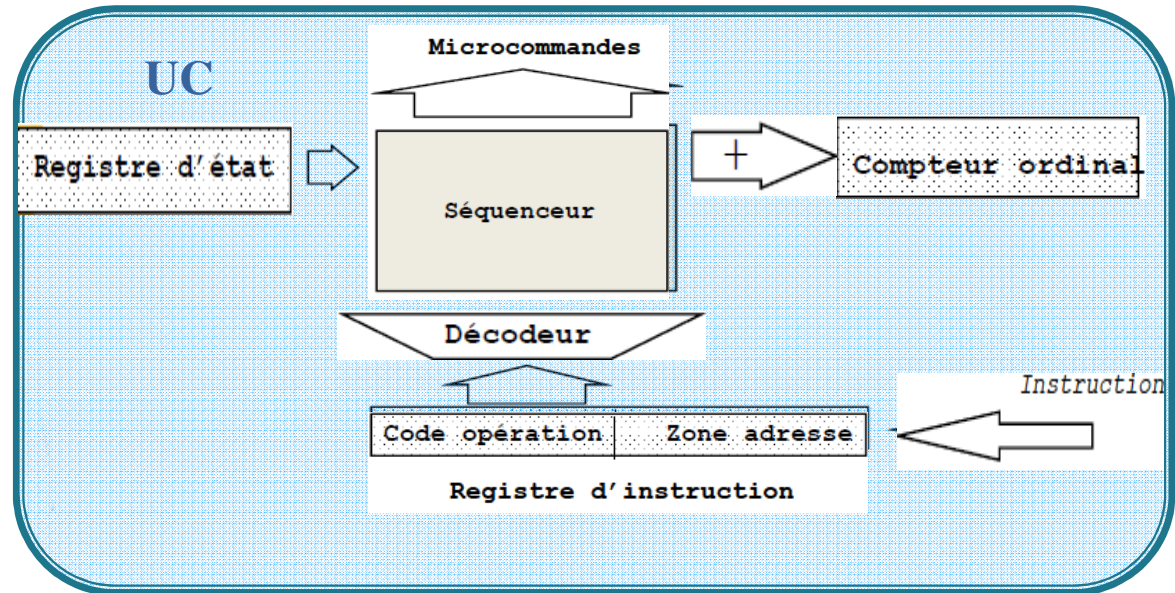 Microcommandes
UC
Registre d'état
+
Compteur ordinal
Séquenceur
Décodeur
Instruction
Code opération
Zone adresse
Registre d'instruction